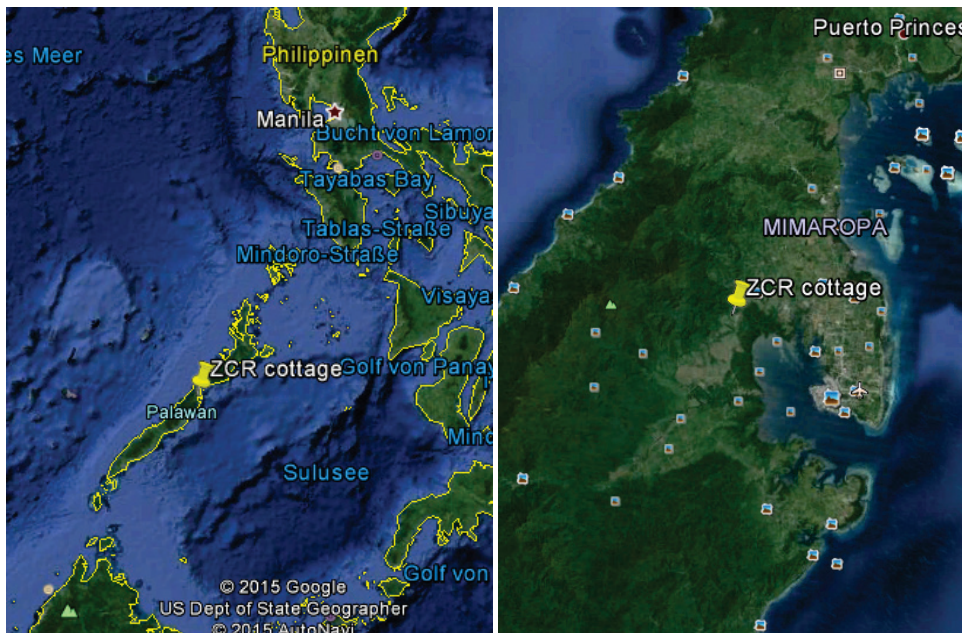 es Meer
Philippinen
Manila
Bucht von Lamon
Tayabas Bay
Sibuya
Tablas-Straße
Mindoro-Straße
Visaya
ZCR cottage
Golf von Panay
Palawan
Mind
Sulusee
Golf von
© 2015 Google
US Dept of State Geographer
© 2015 AutoNavi
Puerto Princes
MIMAROPA
ZCR cottage